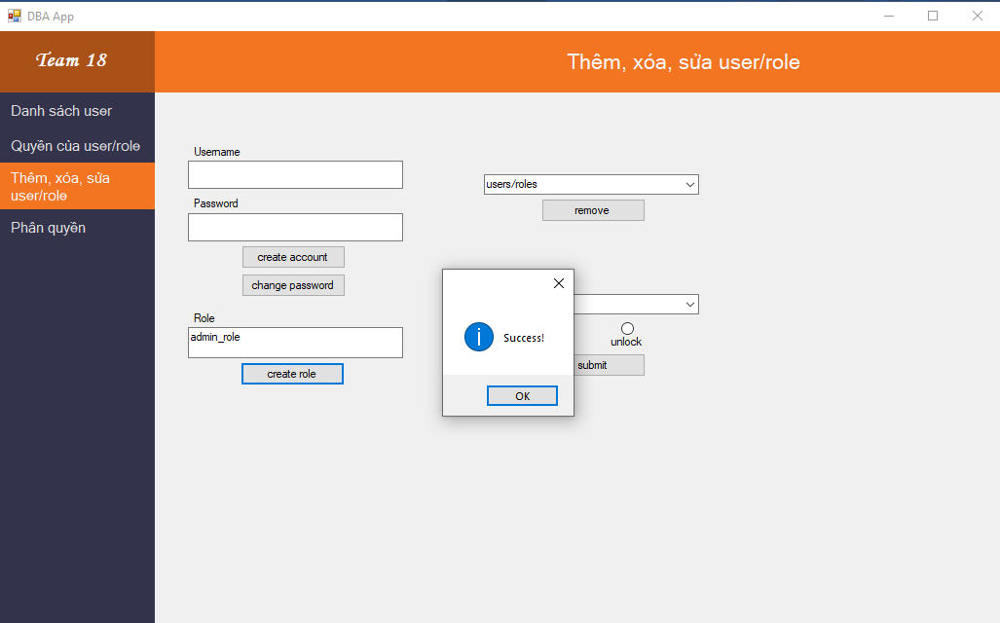 DBA App
Team 18
Thêm, xóa, sửa user/role
Danh sách user
Quyền của user/role
Thêm, xóa, sửa
user/role
Phân quyền
Username
Password
create account
change password
Role
admin_role
create role
users/roles
remove
unlock
submit
Success!
OK